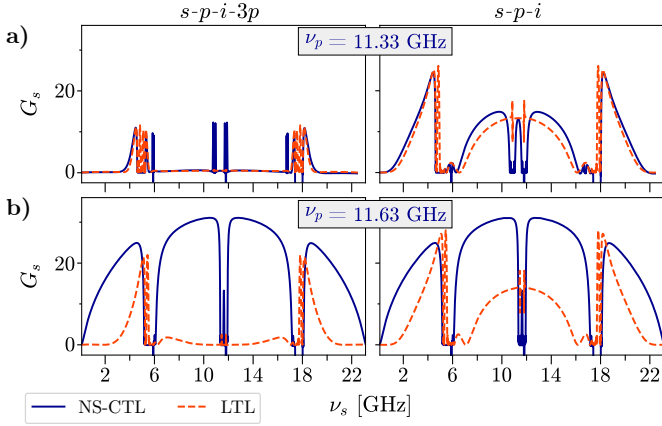 s-p-i-3p s-p-i
a) ν_p = 11.33 GHz
G_s
20
0
b) ν_p = 11.63 GHz
G_s
20
0
2 6 10 14 18 22 2 6 10 14 18 22
NS-CTL LTL ν_s [GHz]